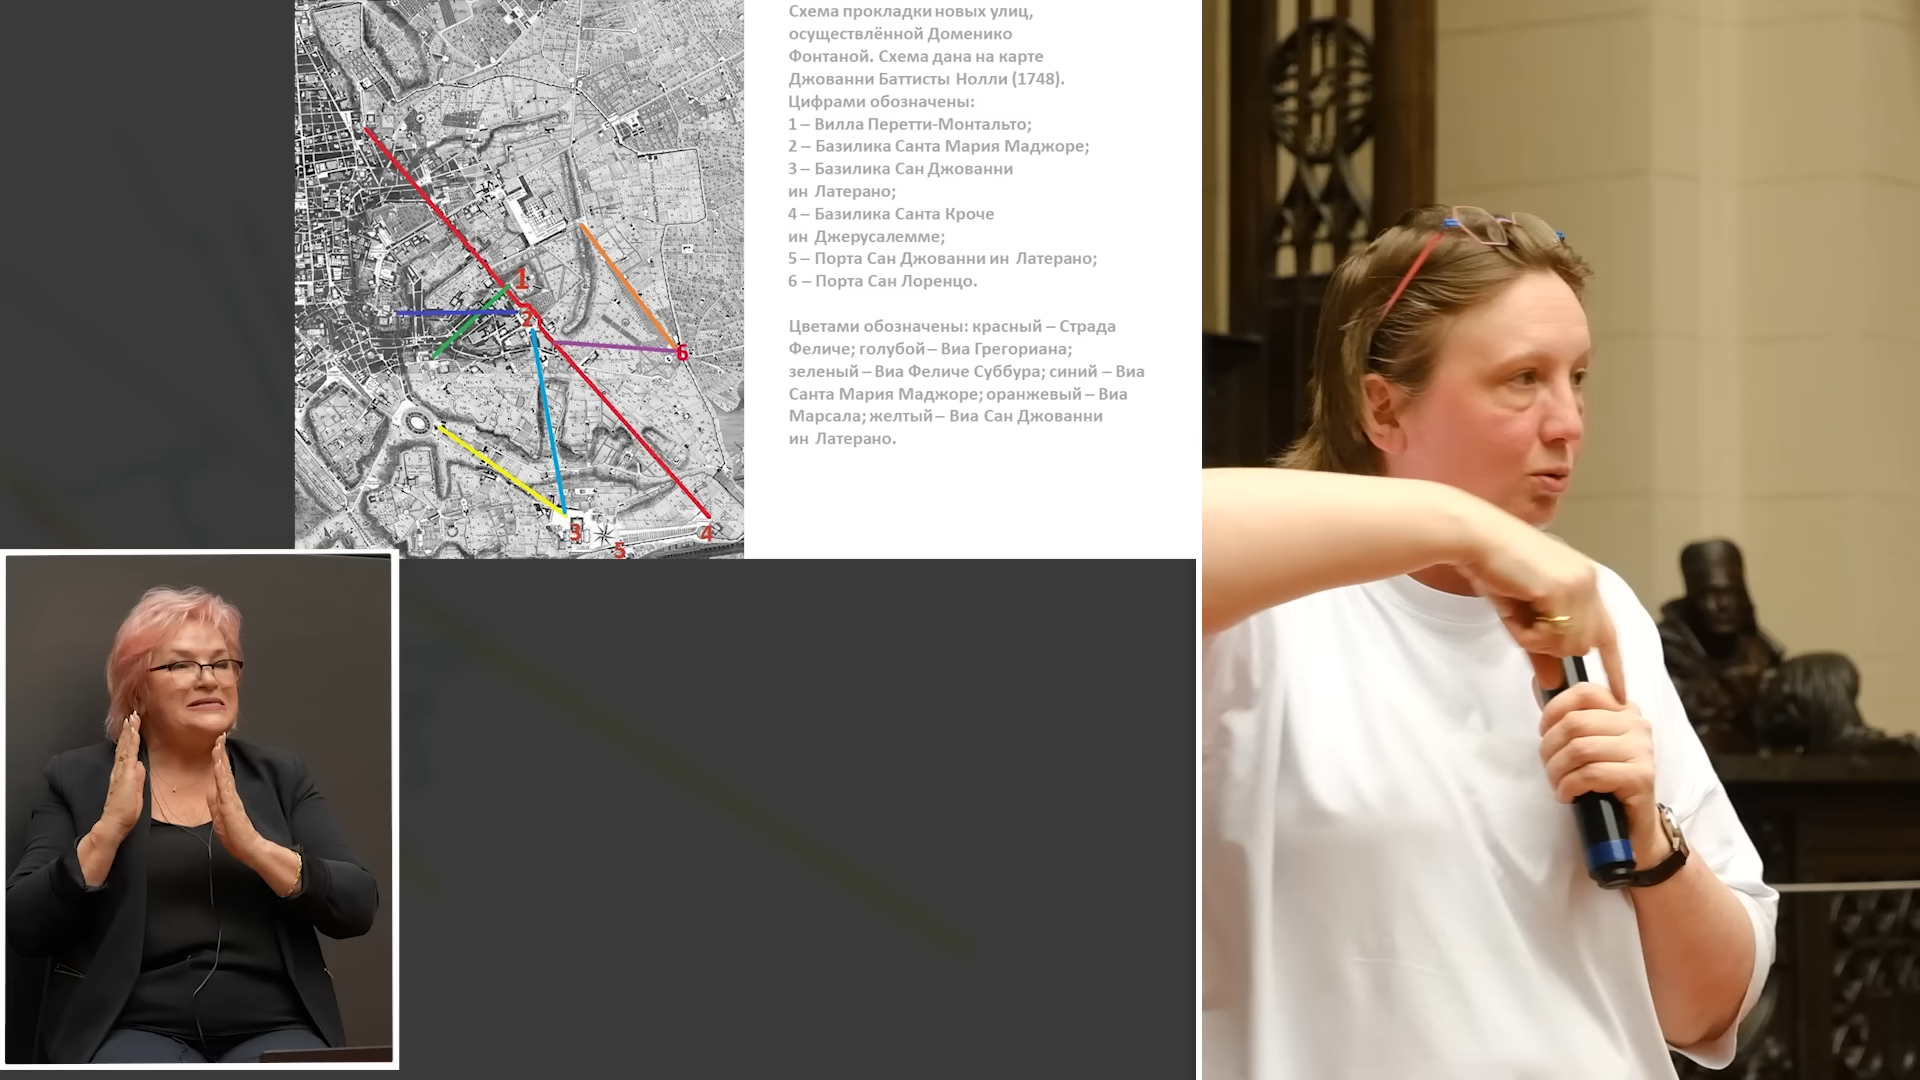 Схема прокладки новых улиц,
осуществлённой Доменико
Фонтаной. Схема дана на карте
Джованни Баттисты Нолли (1748).
Цифрами обозначены:
1 – Вилла Перетти-Монтальто;
2 – Базилика Санта Мария Маджоре;
3 – Базилика Сан Джованни
ин Латерано;
4 – Базилика Санта Кроче
ин Джерусалемме;
5 – Порта Сан Джованни ин Латерано;
6 – Порта Сан Лоренцо.
Цветами обозначены: красный – Страда
Феличе; голубой – Виа Грегориана;
зеленый – Виа Феличе Суббура; синий – Виа
Санта Мария Маджоре; оранжевый – Виа
Марсала; желтый – Виа Сан Джованни
ин Латерано.
1
2
6
3
4
5